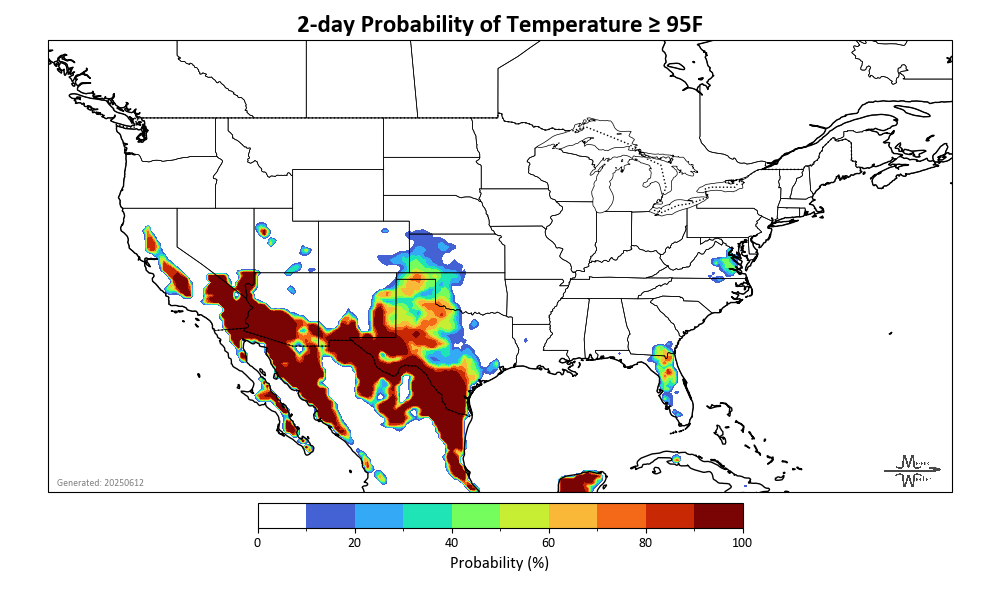 2-day Probability of Temperature ≥ 95F
Generated: 20250612
0 20 40 60 80 100
Probability (%)